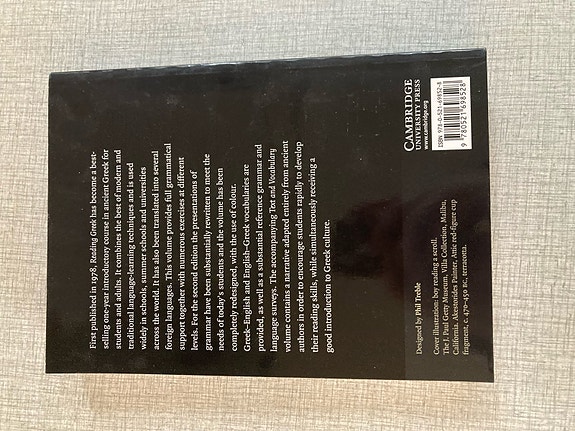 First published in 1978, Reading Greek has become a best-
selling one-year introductory course in ancient Greek for
students and adults. It combines the best of modern and
traditional language-learning techniques and is used
widely in schools, summer schools and universities
across the world. It has also been translated into several
foreign languages. This volume provides full grammatical
support together with numerous exercises at different
levels. For the second edition the presentations of
grammar have been substantially rewritten to meet the
needs of today's students and the volume has been
completely redesigned, with the use of colour.
Greek–English and English–Greek vocabularies are
provided, as well as a substantial reference grammar and
language surveys. The accompanying Text and Vocabulary
volume contains a narrative adapted entirely from ancient
authors in order to encourage students rapidly to develop
their reading skills, while simultaneously receiving a
good introduction to Greek culture.
Designed by Phil Treble
Cover illustration: boy reading a scroll.
The J. Paul Getty Museum, Villa Collection, Malibu,
California. Akestorides Painter. Attic red-figure cup
fragment, c. 470–450 BC, terracotta.
CAMBRIDGE
UNIVERSITY PRESS
www.cambridge.org
ISBN 978-0-521-69852-8
9 780521 698528